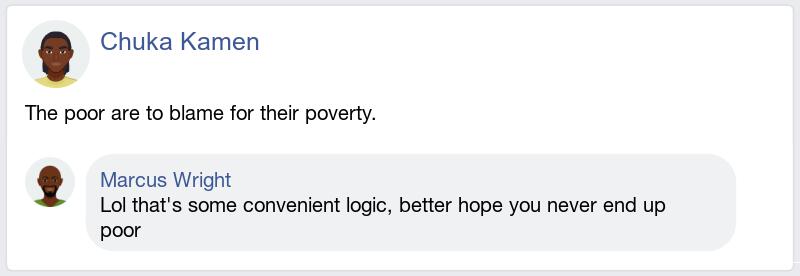 Chuka Kamen
The poor are to blame for their poverty.
Marcus Wright
Lol that's some convenient logic, better hope you never end up
poor